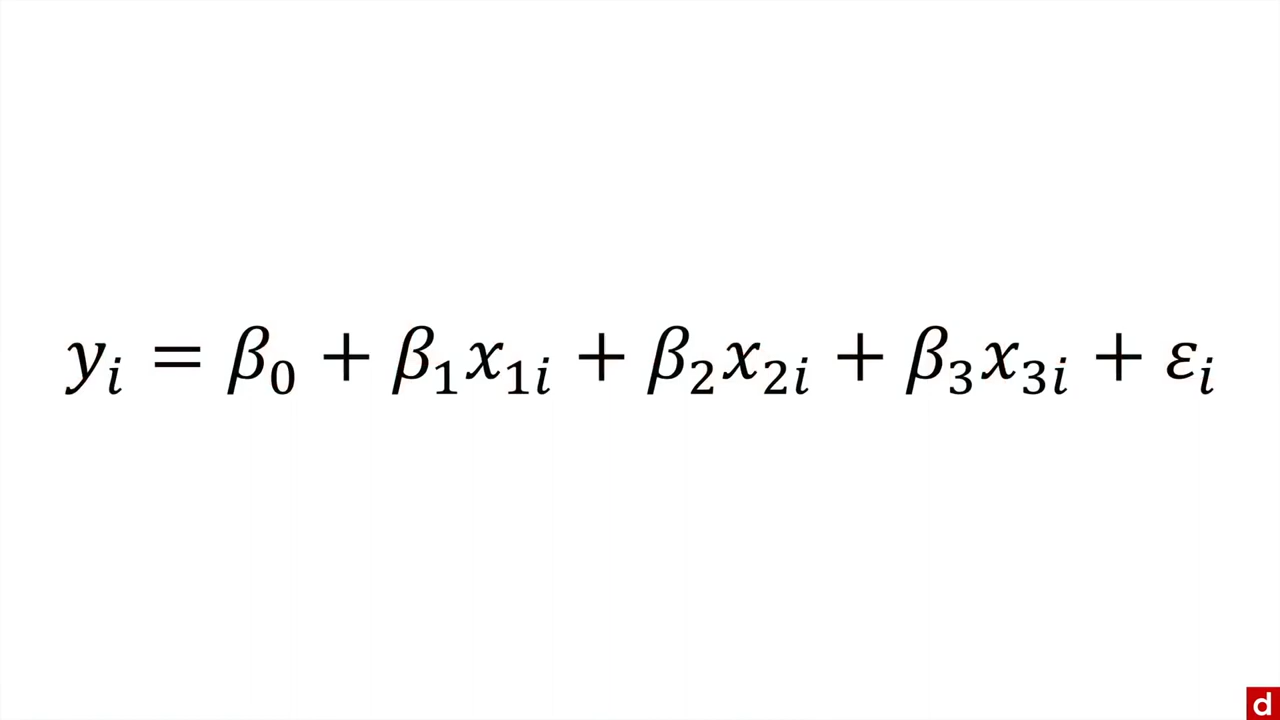 yᵢ = β₀ + β₁x₁ᵢ + β₂x₂ᵢ + β₃x₃ᵢ + εᵢ
d